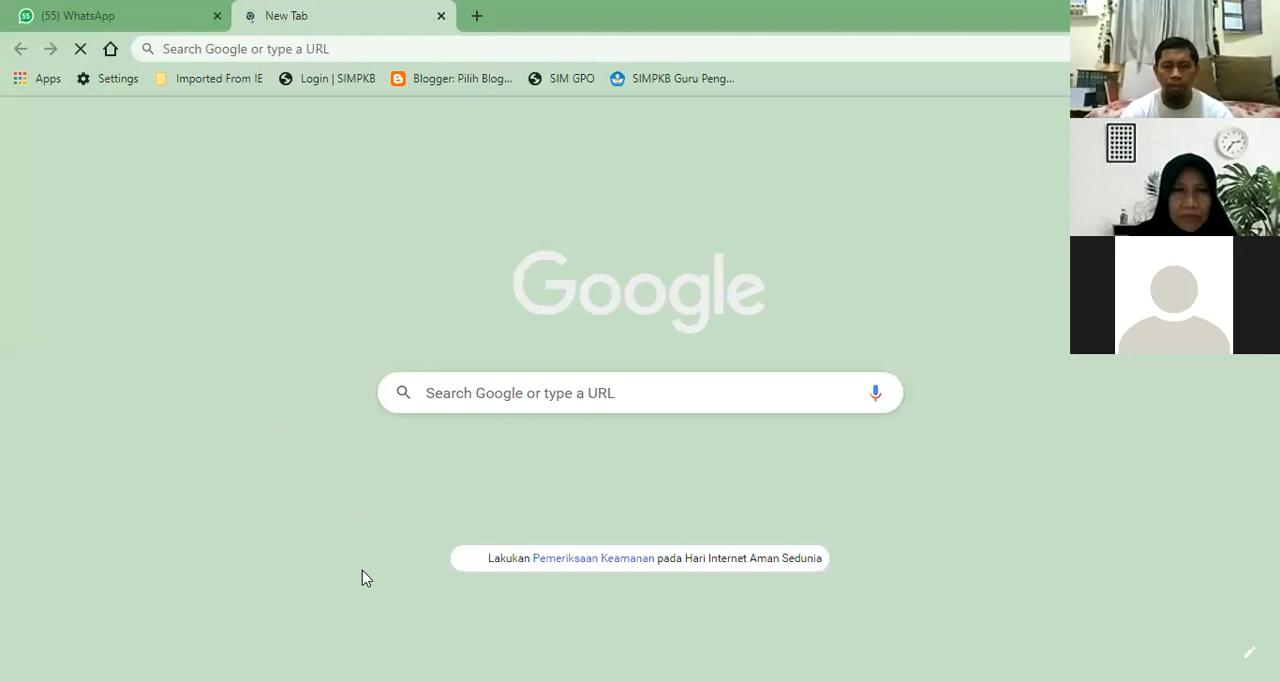 (55) WhatsApp
New Tab
Search Google or type a URL
Apps
Settings
Imported From IE
Login | SIMPKB
Blogger: Pilih Blog...
SIM GPO
SIMPKB Guru Peng...
Google
Search Google or type a URL
Lakukan Pemeriksaan Keamanan pada Hari Internet Aman Sedunia